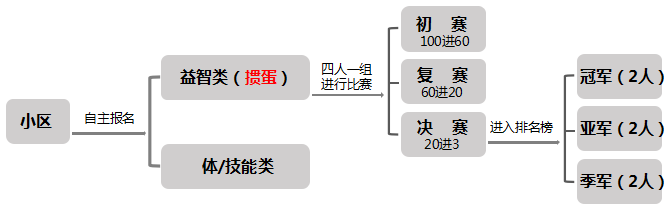 小区
自主报名
益智类（掼蛋）
体/技能类
四人一组
进行比赛
初 赛
100进60
复 赛
60进20
决 赛
20进3
进入排名榜
冠军（2人）
亚军（2人）
季军（2人）